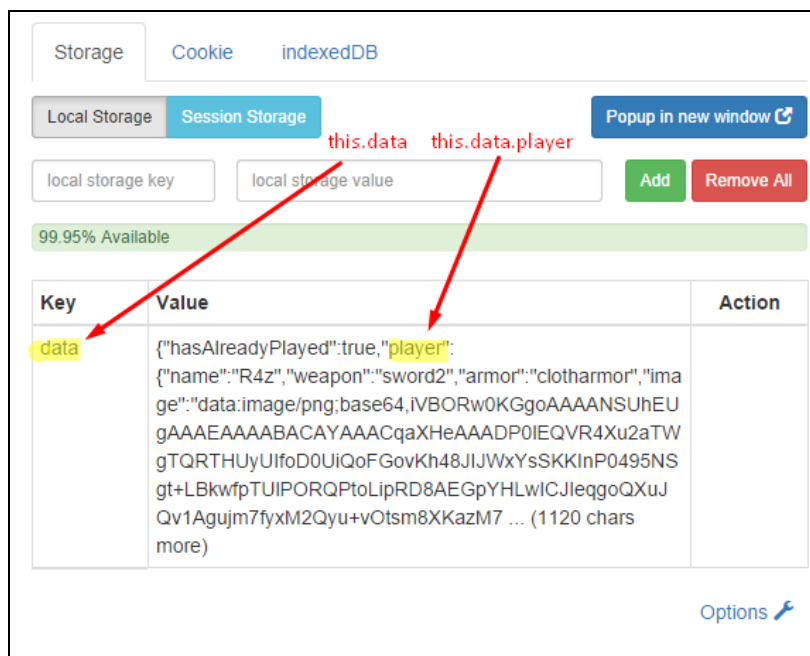 Storage Cookie indexedDB
Local Storage Session Storage Popup in new window
this.data this.data.player
local storage key local storage value Add Remove All
99.95% Available
Key Value Action
data {"hasAlreadyPlayed":true,"player":
{"name":"R4z","weapon":"sword2","armor":"clotharmor","ima
ge":"data:image/png;base64,iVBORw0KGgoAAAANSUhEU
gAAAEAAAABACAYAAACqaXHeAAADP0lEQVR4Xu2aTW
gTQRTHUyUIfoD0UiQoFGovKh48JIJWxYsSKKInP0495NS
gt+LBkwfpTUIPORQPtoLipRD8AEGpYHLwICJIeqgoQXuJ
Qv1Agujm7fyxM2Qyu+vOtsm8XKazM7 ... (1120 chars
more)
Options